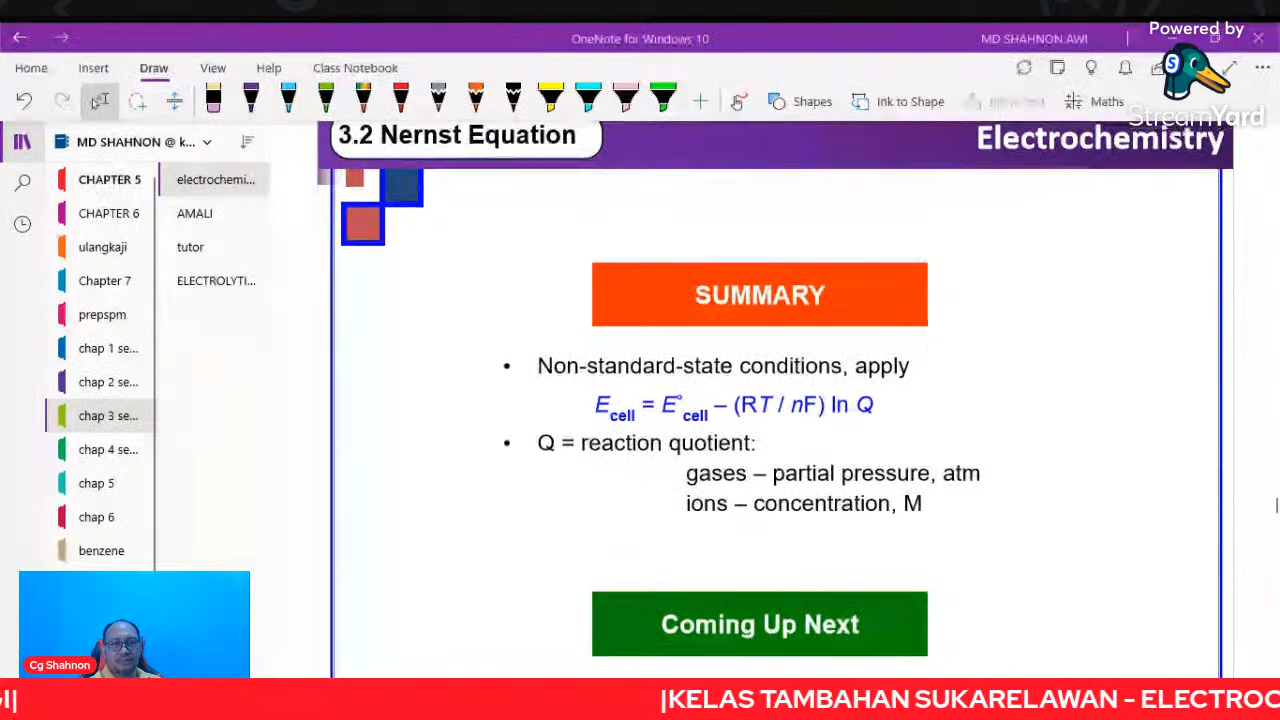 Powered by
StreamYard
OneNote for Windows 10
MD SHAHNON.AWI
Home
Insert
Draw
View
Help
Class Notebook
Shapes
Ink to Shape
Maths
MD SHAHNON @ k...
CHAPTER 5
CHAPTER 6
ulangkaji
Chapter 7
prepspm
chap 1 se...
chap 2 se...
chap 3 se...
chap 4 se...
chap 5
chap 6
benzene
electrochemi...
AMALI
tutor
ELECTROLYTI...
3.2 Nernst Equation
Electrochemistry
SUMMARY
• Non-standard-state conditions, apply
E cell = E° cell – (RT / nF) ln Q
• Q = reaction quotient:
gases – partial pressure, atm
ions – concentration, M
Coming Up Next
Cg Shahnon
|KELAS TAMBAHAN SUKARELAWAN - ELECTROC